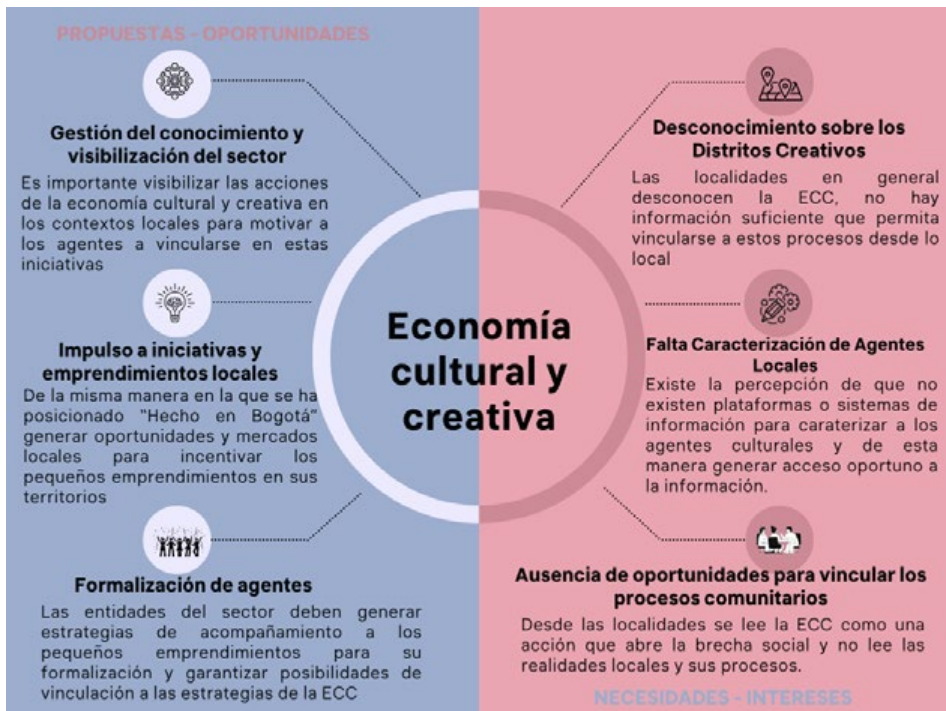 PROPUESTAS - OPORTUNIDADES
Gestión del conocimiento y
visibilización del sector
Es importante visibilizar las acciones
de la economía cultural y creativa en
los contextos locales para motivar a
los agentes a vincularse en estas
iniciativas
Impulso a iniciativas y
emprendimientos locales
De la misma manera en la que se ha
posicionado "Hecho en Bogotá"
generar oportunidades y mercados
locales para incentivar los
pequeños emprendimientos en sus
territorios
Formalización de agentes
Las entidades del sector deben generar
estrategias de acompañamiento a los
pequeños emprendimientos para su
formalización y garantizar posibilidades de
vinculación a las estrategias de la ECC
Economía
cultural y
creativa
Desconocimiento sobre los
Distritos Creativos
Las localidades en general
desconocen la ECC, no hay
información suficiente que permita
vincularse a estos procesos desde lo
local
Falta Caracterización de Agentes
Locales
Existe la percepción de que no
existen plataformas o sistemas de
información para caraterizar a los
agentes culturales y de esta
manera generar acceso oportuno a
la información.
Ausencia de oportunidades para vincular los
procesos comunitarios
Desde las localidades se lee la ECC como una
acción que abre la brecha social y no lee las
realidades locales y sus procesos.
NECESIDADES - INTERESES